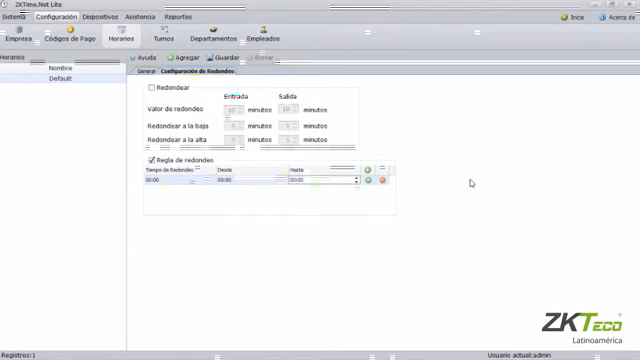 ZKTime.Net Lite
Sistema Configuración Dispositivos Asistencia Reportes Inicio Acerca de
Empresa Códigos de Pago Horarios Turnos Departamentos Empleados
Horarios Ayuda Agregar Guardar Borrar
Nombre General Configuración de Redondeo
Default
Redondear
Entrada Salida
Valor de redondeo 10 minutos 10 minutos
Redondear a la baja 5 minutos 5 minutos
Redondear a la alta 5 minutos 5 minutos
Regla de redondeo
Tiempo de Redondeo Desde Hasta
00:00 00:00 00:00
ZKTeco
Latinoamérica
Registros:1 Usuario actual:admin